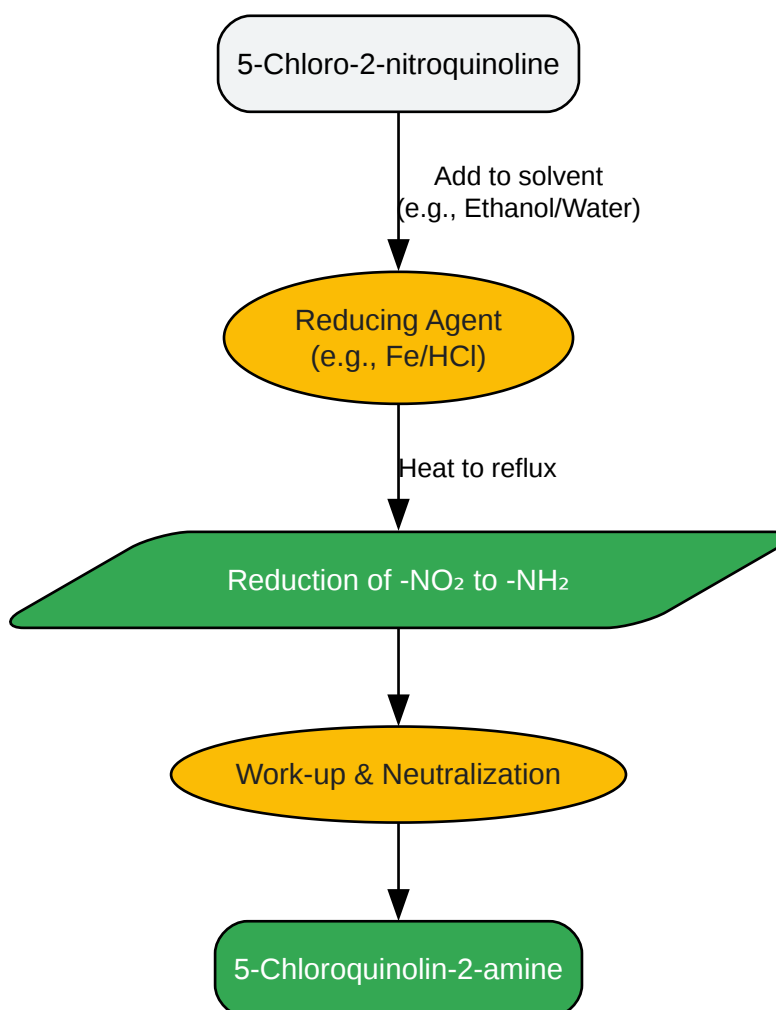 5-Chloro-2-nitroquinoline
Add to solvent
(e.g., Ethanol/Water)
Reducing Agent
(e.g., Fe/HCl)
Heat to reflux
Reduction of -NO₂ to -NH₂
Work-up & Neutralization
5-Chloroquinolin-2-amine